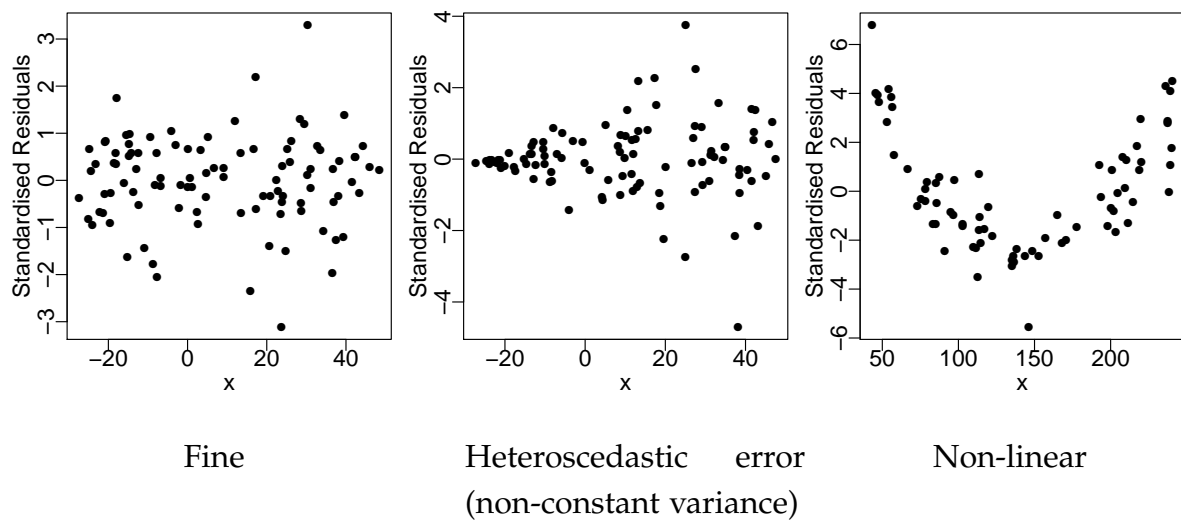 Standardised Residuals
3
2
1
0
−1
−2
−3
−20 0 20 40
x
Standardised Residuals
4
2
0
−2
−4
−20 0 20 40
x
Standardised Residuals
6
4
2
0
−2
−4
−6
50 100 150 200
x
Fine
Heteroscedastic error
(non-constant variance)
Non-linear